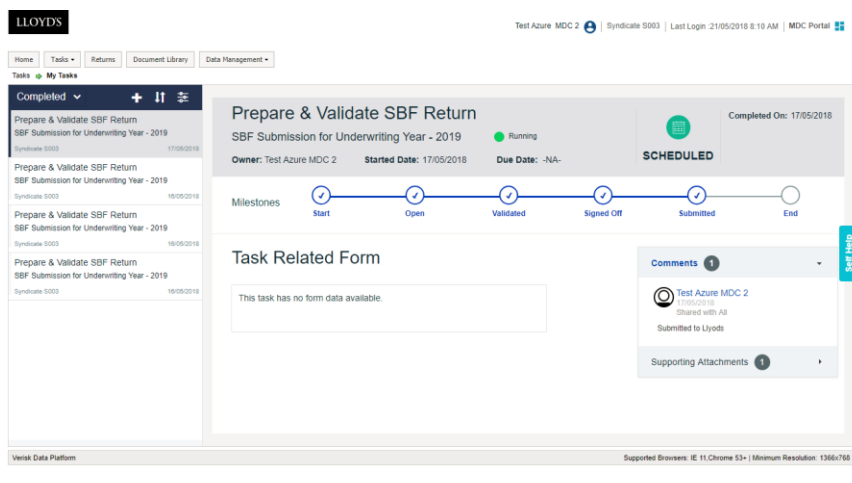 LLOYD'S
Test Azure MDC 2 | Syndicate S003 | Last Login :21/05/2018 8:10 AM | MDC Portal
Home Tasks Returns Document Library Data Management
Tasks My Tasks
Completed
Prepare & Validate SBF Return
SBF Submission for Underwriting Year - 2019
Syndicate S003 17/05/2018
Prepare & Validate SBF Return
SBF Submission for Underwriting Year - 2019
Syndicate S003 16/05/2018
Prepare & Validate SBF Return
SBF Submission for Underwriting Year - 2019
Syndicate S003 16/05/2018
Prepare & Validate SBF Return
SBF Submission for Underwriting Year - 2019
Syndicate S003 16/05/2018
Prepare & Validate SBF Return
SBF Submission for Underwriting Year - 2019 Running
Owner: Test Azure MDC 2 Started Date: 17/05/2018 Due Date: -NA-
SCHEDULED
Completed On: 17/05/2018
Milestones
Start Open Validated Signed Off Submitted End
Task Related Form
This task has no form data available.
Comments 1
Test Azure MDC 2
17/05/2018
Shared with All
Submitted to Llyods
Supporting Attachments 1
Self Help
Verisk Data Platform
Supported Browsers: IE 11,Chrome 53+ | Minimum Resolution: 1366x768